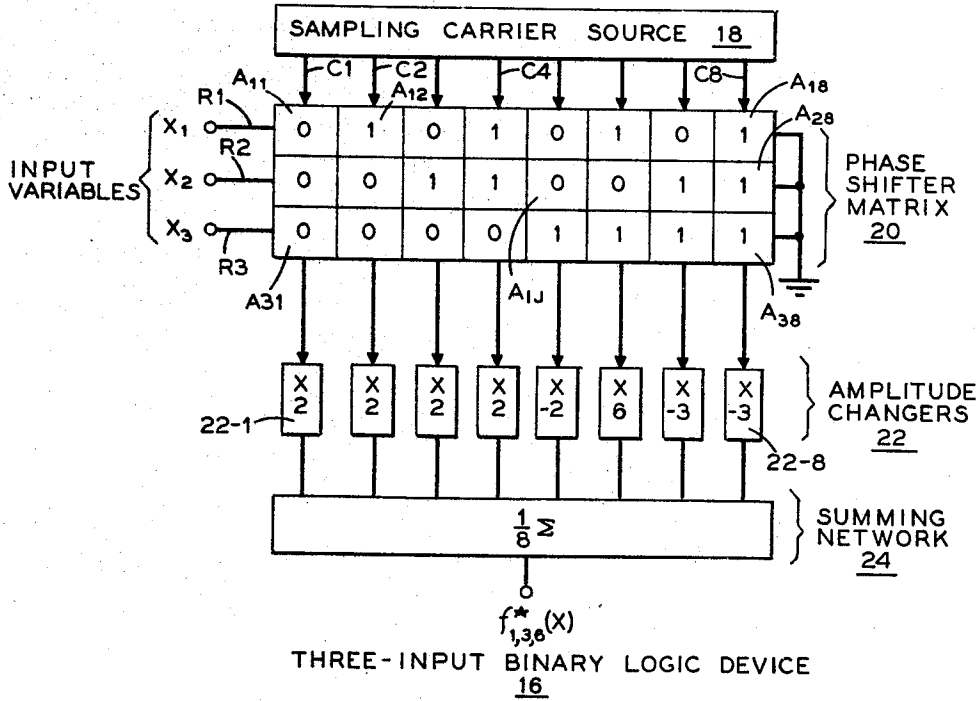 SAMPLING CARRIER SOURCE 18
C1 C2 C4 C8
A11 A12 A18
R1 A28
X1 0 1 0 1 0 1 0 1
INPUT VARIABLES
R2
X2 0 0 1 1 0 0 1 1
PHASE SHIFTER MATRIX 20
X3 0 0 0 0 1 1 1 1
R3
A31 AIJ A38
X 2 X 2 X 2 X 2 X -2 X 6 X -3 X -3
AMPLITUDE CHANGERS 22
22-1 22-8
1/8 Σ
SUMMING NETWORK 24
f*1,3,6(X)
THREE-INPUT BINARY LOGIC DEVICE
16